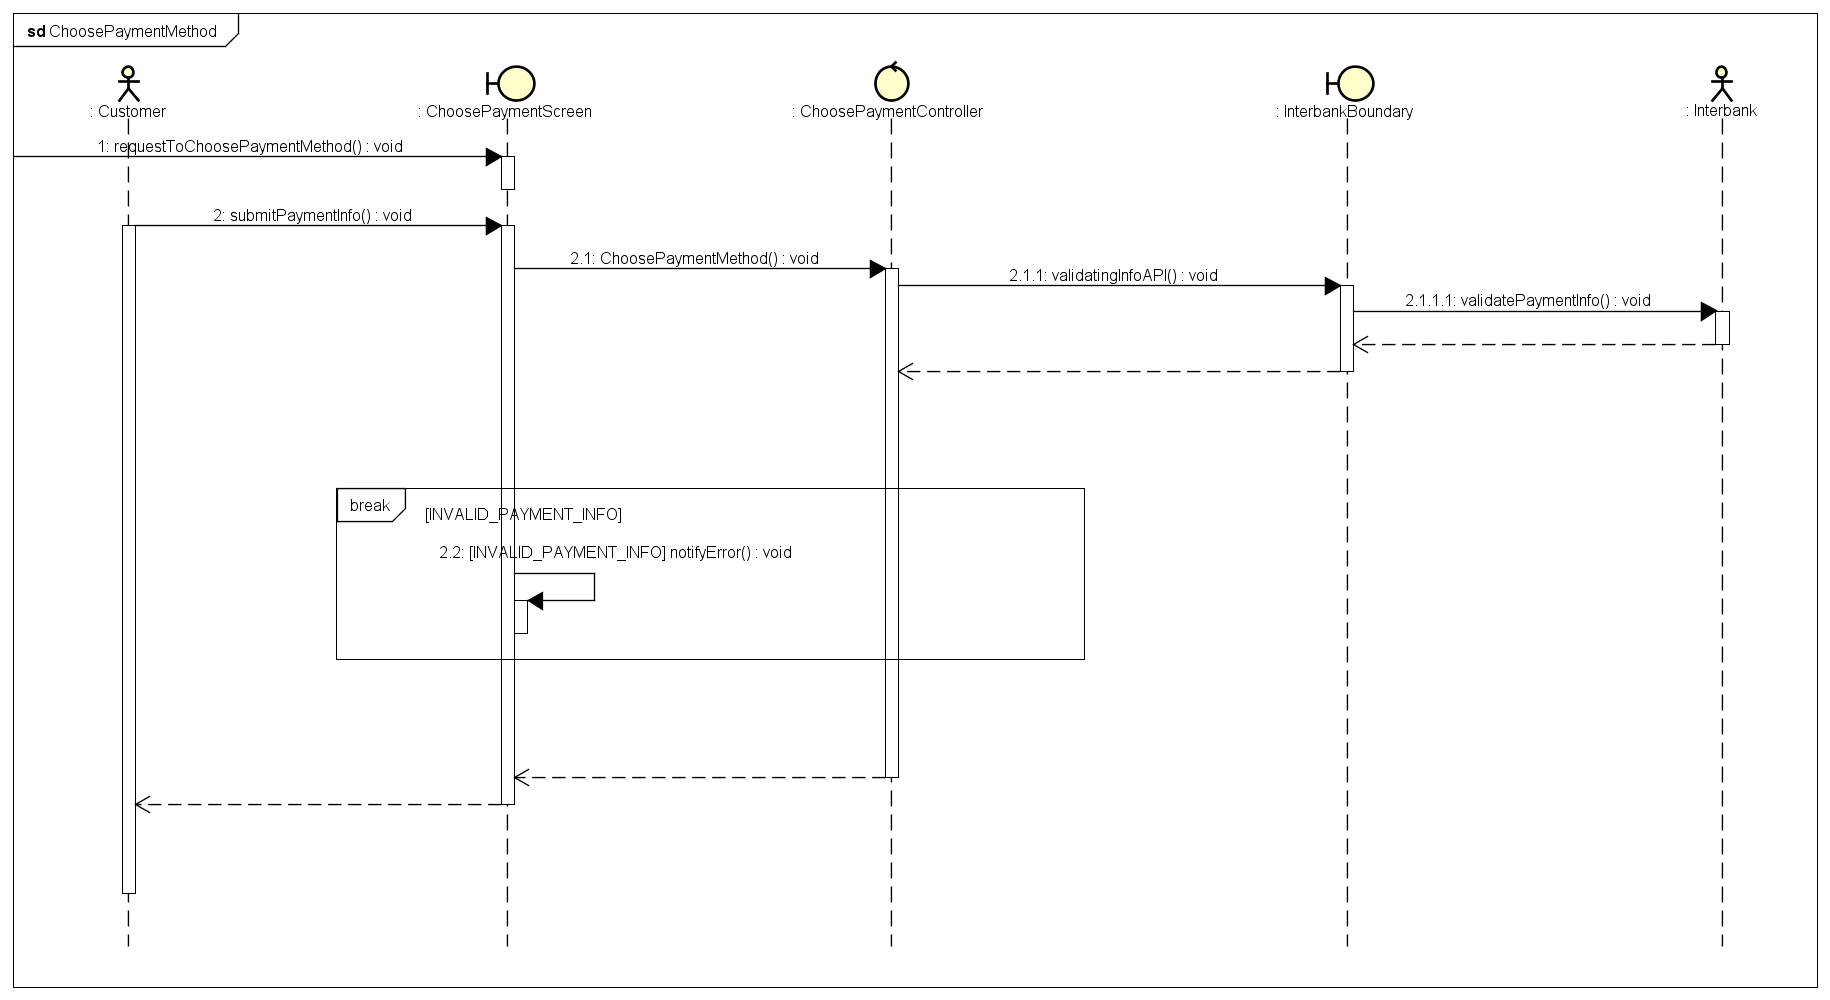 sd ChoosePaymentMethod
: Customer
: ChoosePaymentScreen
: ChoosePaymentController
: InterbankBoundary
: Interbank
1: requestToChoosePaymentMethod() : void
2: submitPaymentInfo() : void
2.1: ChoosePaymentMethod() : void
2.1.1: validatingInfoAPI() : void
2.1.1.1: validatePaymentInfo() : void
break
[INVALID_PAYMENT_INFO]
2.2: [INVALID_PAYMENT_INFO] notifyError() : void